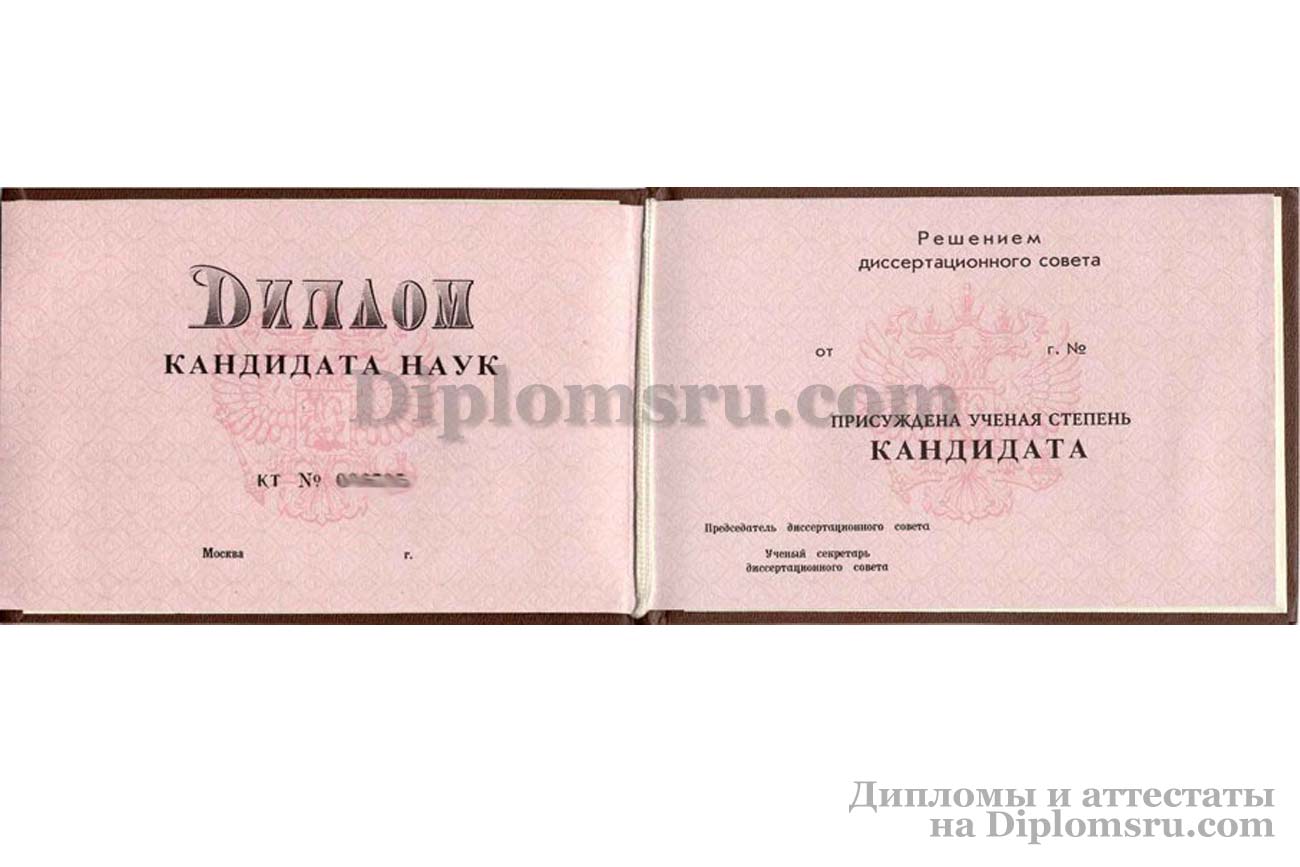 Диплом
КАНДИДАТА НАУК
КТ №
Москва г.
Решением
диссертационного совета
от г. №
ПРИСУЖДЕНА УЧЕНАЯ СТЕПЕНЬ
КАНДИДАТА
Председатель диссертационного совета
Ученый секретарь
диссертационного совета
Diplomsru.com
Дипломы и аттестаты
на Diplomsru.com